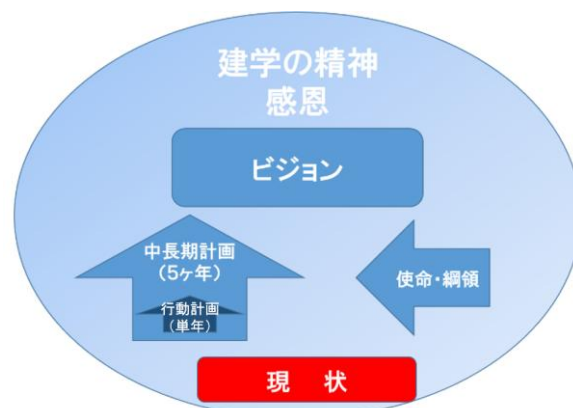 建学の精神
感恩
ビジョン
中長期計画
(5ヶ年)
使命・綱領
行動計画
(単年)
現　状